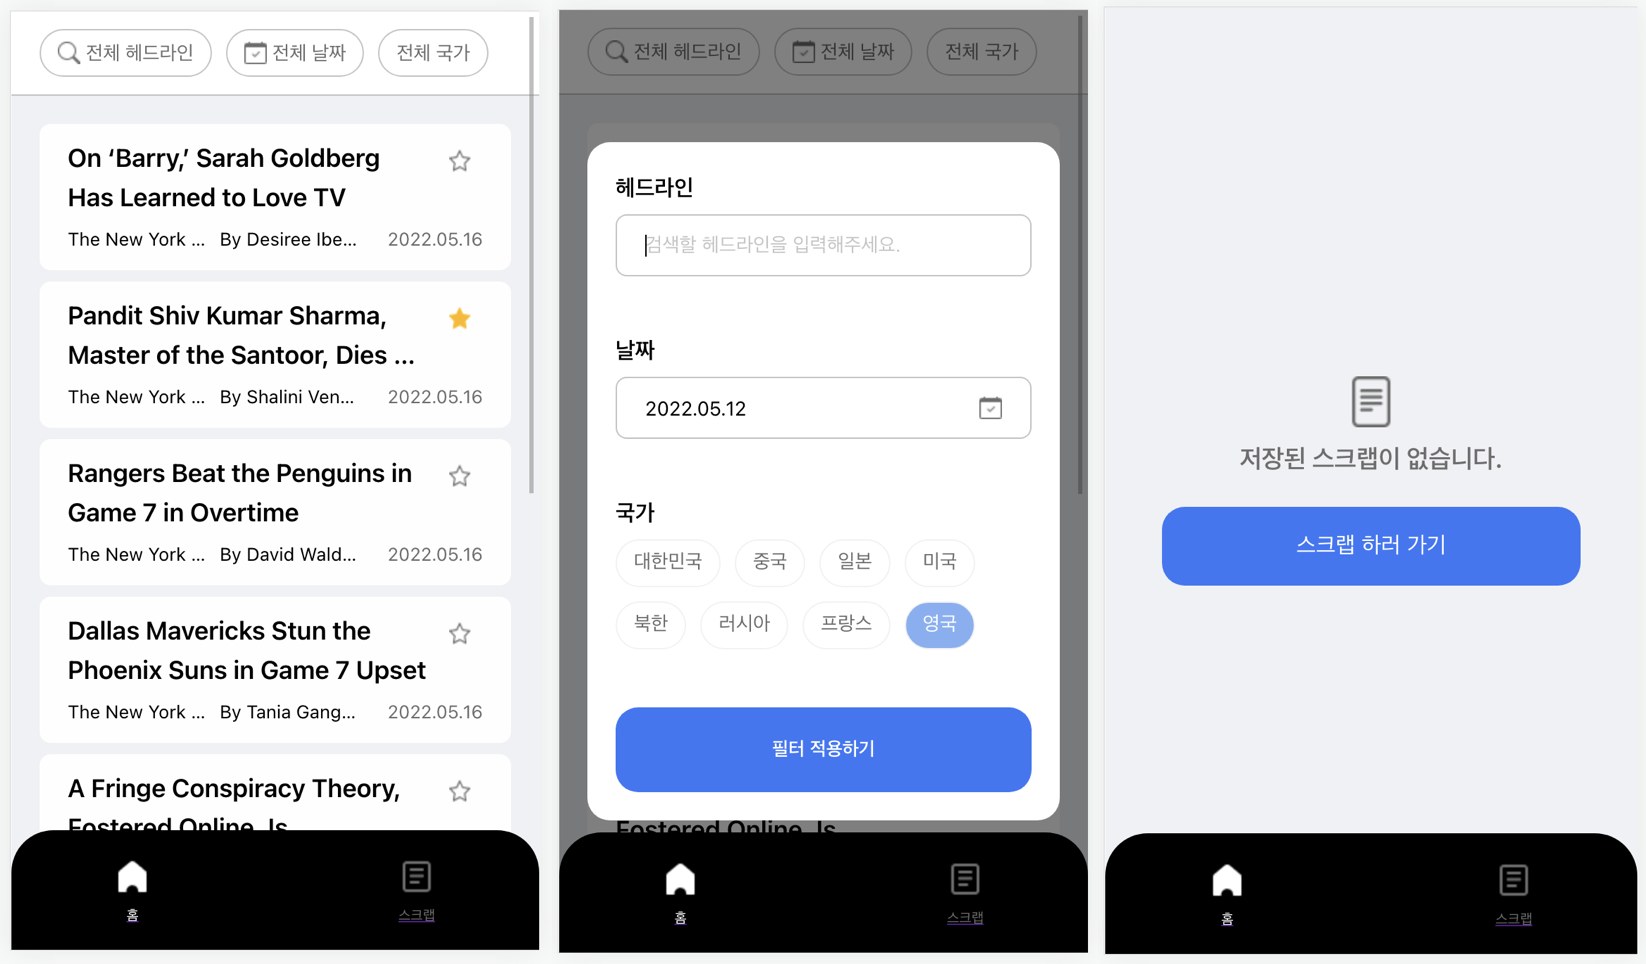 전체 헤드라인 전체 날짜 전체 국가
On ‘Barry,’ Sarah Goldberg
Has Learned to Love TV
The New York ... By Desiree Ibe... 2022.05.16
Pandit Shiv Kumar Sharma,
Master of the Santoor, Dies ...
The New York ... By Shalini Ven... 2022.05.16
Rangers Beat the Penguins in
Game 7 in Overtime
The New York ... By David Wald... 2022.05.16
Dallas Mavericks Stun the
Phoenix Suns in Game 7 Upset
The New York ... By Tania Gang... 2022.05.16
A Fringe Conspiracy Theory,
Fostered Online, Is
홈 스크랩
전체 헤드라인 전체 날짜 전체 국가
헤드라인
검색할 헤드라인을 입력해주세요.
날짜
2022.05.12
국가
대한민국 중국 일본 미국
북한 러시아 프랑스 영국
필터 적용하기
Fostered Online, Is
홈 스크랩
저장된 스크랩이 없습니다.
스크랩 하러 가기
홈 스크랩